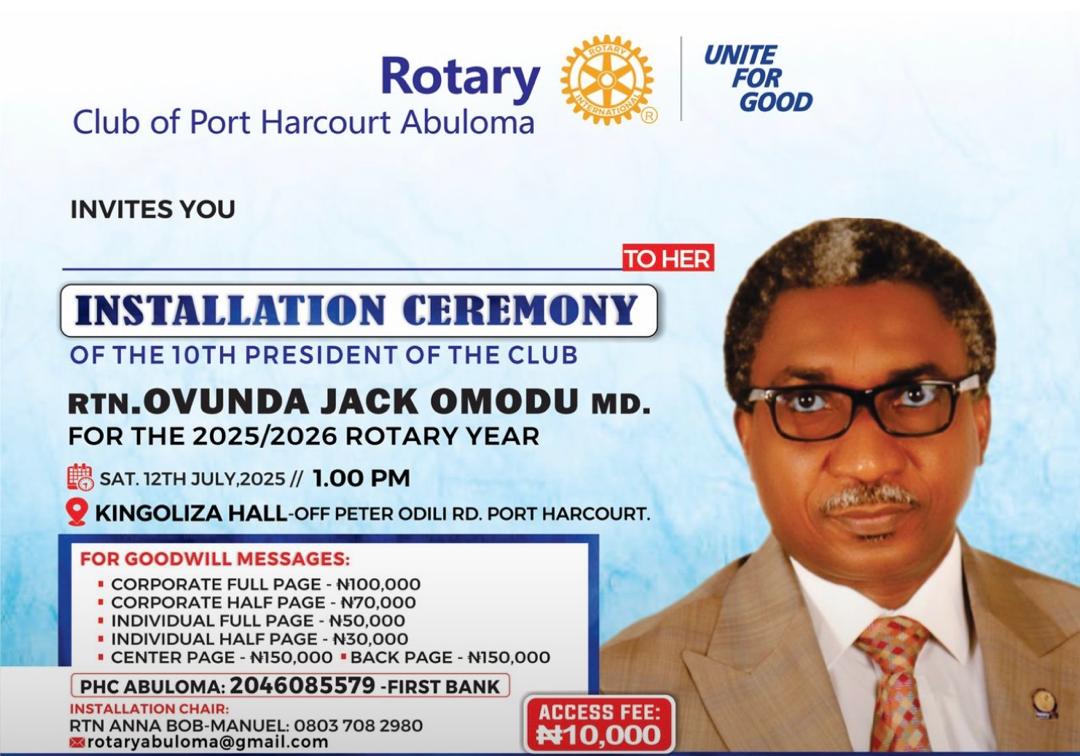 Rotary
Club of Port Harcourt Abuloma
ROTARY
INTERNATIONAL
®
UNITE
FOR
GOOD
INVITES YOU
TO HER
INSTALLATION CEREMONY
OF THE 10TH PRESIDENT OF THE CLUB
RTN.OVUNDA JACK OMODU MD.
FOR THE 2025/2026 ROTARY YEAR
SAT. 12TH JULY,2025 // 1.00 PM
KINGOLIZA HALL-OFF PETER ODILI RD. PORT HARCOURT.
FOR GOODWILL MESSAGES:
▪ CORPORATE FULL PAGE - ₦100,000
▪ CORPORATE HALF PAGE - ₦70,000
▪ INDIVIDUAL FULL PAGE - ₦50,000
▪ INDIVIDUAL HALF PAGE - ₦30,000
▪ CENTER PAGE - ₦150,000 ▪ BACK PAGE - ₦150,000
PHC ABULOMA: 2046085579 -FIRST BANK
INSTALLATION CHAIR:
RTN ANNA BOB-MANUEL: 0803 708 2980
rotaryabuloma@gmail.com
ACCESS FEE:
₦10,000